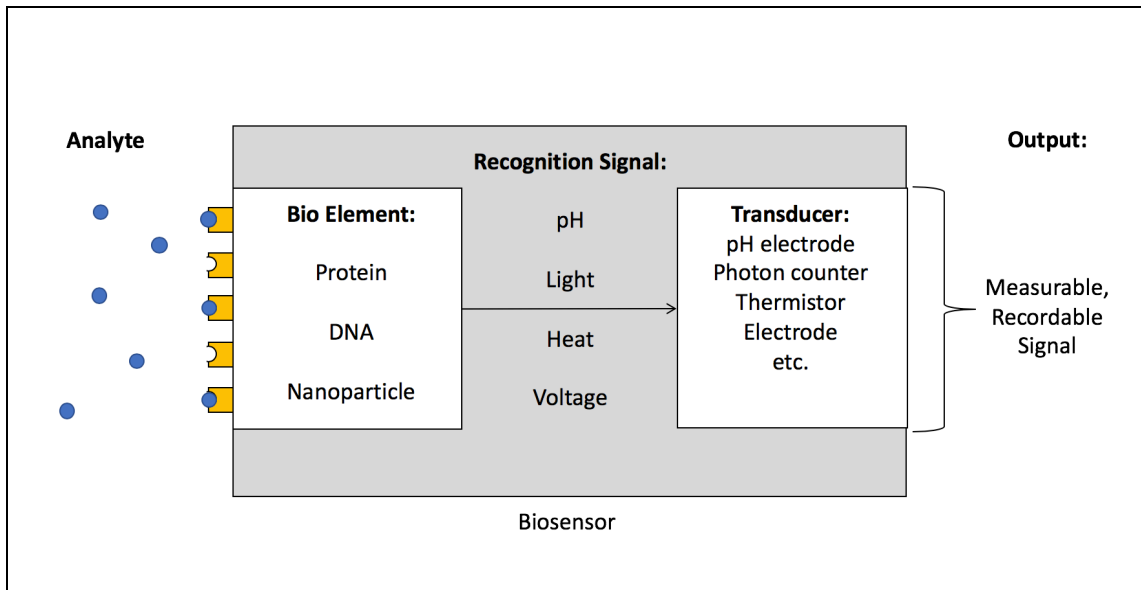 Analyte
Recognition Signal:
Output:
Bio Element:
Protein
DNA
Nanoparticle
pH
Light
Heat
Voltage
Transducer:
pH electrode
Photon counter
Thermistor
Electrode
etc.
Measurable,
Recordable
Signal
Biosensor